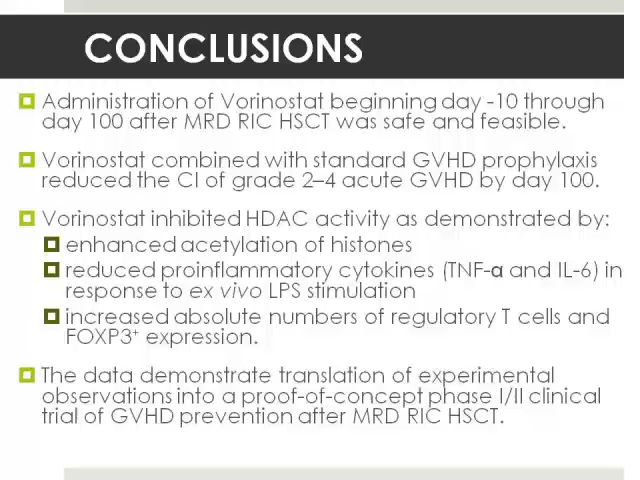 CONCLUSIONS
Administration of Vorinostat beginning day -10 through
day 100 after MRD RIC HSCT was safe and feasible.
Vorinostat combined with standard GVHD prophylaxis
reduced the CI of grade 2–4 acute GVHD by day 100.
Vorinostat inhibited HDAC activity as demonstrated by:
enhanced acetylation of histones
reduced proinflammatory cytokines (TNF-α and IL-6) in
response to ex vivo LPS stimulation
increased absolute numbers of regulatory T cells and
FOXP3⁺ expression.
The data demonstrate translation of experimental
observations into a proof-of-concept phase I/II clinical
trial of GVHD prevention after MRD RIC HSCT.